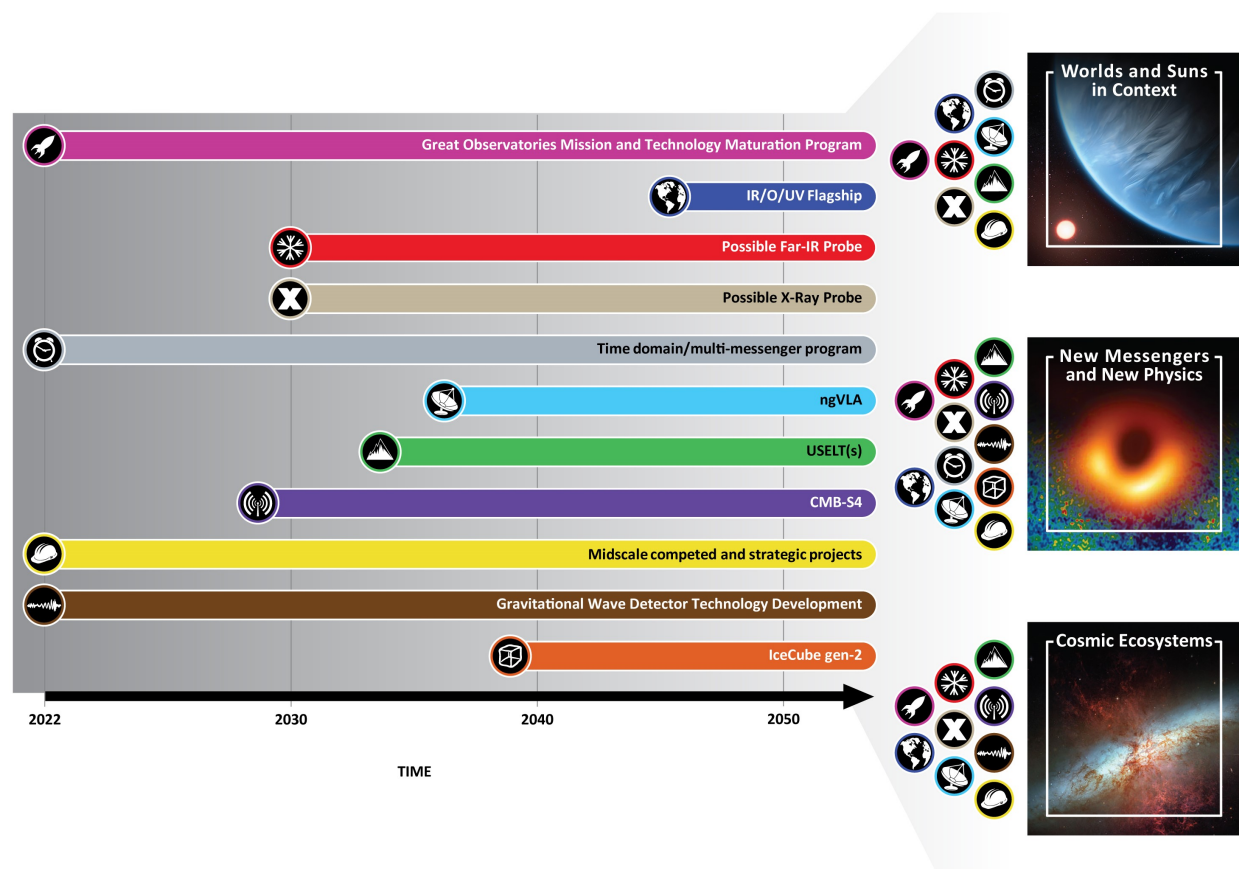 Worlds and Suns
in Context
Great Observatories Mission and Technology Maturation Program
IR/O/UV Flagship
Possible Far-IR Probe
X
Possible X-Ray Probe
X
Time domain/multi-messenger program
New Messengers
and New Physics
ngVLA
X
USELT(s)
CMB-S4
Midscale competed and strategic projects
Gravitational Wave Detector Technology Development
IceCube gen-2
Cosmic Ecosystems
X
2022
2030
2040
2050
TIME